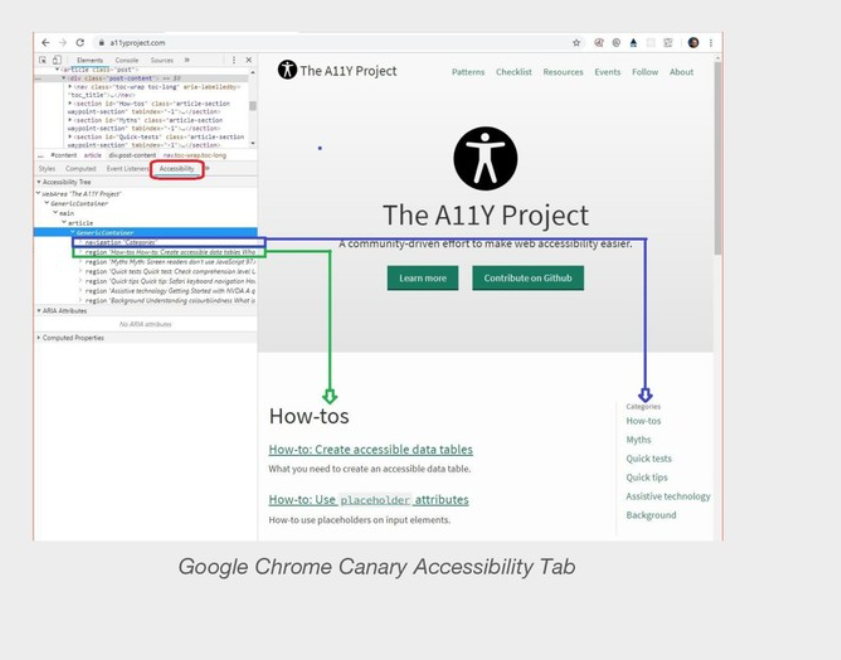 a11yproject.com
Elements Console Sources »
<article class="post">
<div class="post-content"> == $0
<nav class="toc-wrap toc-long" aria-labelledby=
"toc_title">…</nav>
<section id="How-tos" class="article-section
waypoint-section" tabindex="-1">…</section>
<section id="Myths" class="article-section
waypoint-section" tabindex="-1">…</section>
<section id="Quick-tests" class="article-section
waypoint-section" tabindex="-1">…</section>
... #content article div.post-content nav.toc-wrap.toc-long
Styles Computed Event Listeners Accessibility »
Accessibility Tree
WebArea "The A11Y Project"
GenericContainer
main
article
GenericContainer
navigation "Categories"
region "How-tos How-to: Create accessible data tables Wha
region "Myths Myth: Screen readers don't use JavaScript
region "Quick tests Quick test: Check comprehension level
region "Quick tips Quick tip: Safari keyboard navigation
region "Assistive technology Getting Started with NVDA A g
region "Background Understanding colourblindness What is
ARIA Attributes
No ARIA attributes
Computed Properties
The A11Y Project
Patterns Checklist Resources Events Follow About
The A11Y Project
A community-driven effort to make web accessibility easier.
Learn more Contribute on Github
How-tos
How-to: Create accessible data tables
What you need to create an accessible data table.
How-to: Use placeholder attributes
How-to use placeholders on input elements.
Categories
How-tos
Myths
Quick tests
Quick tips
Assistive technology
Background
Google Chrome Canary Accessibility Tab